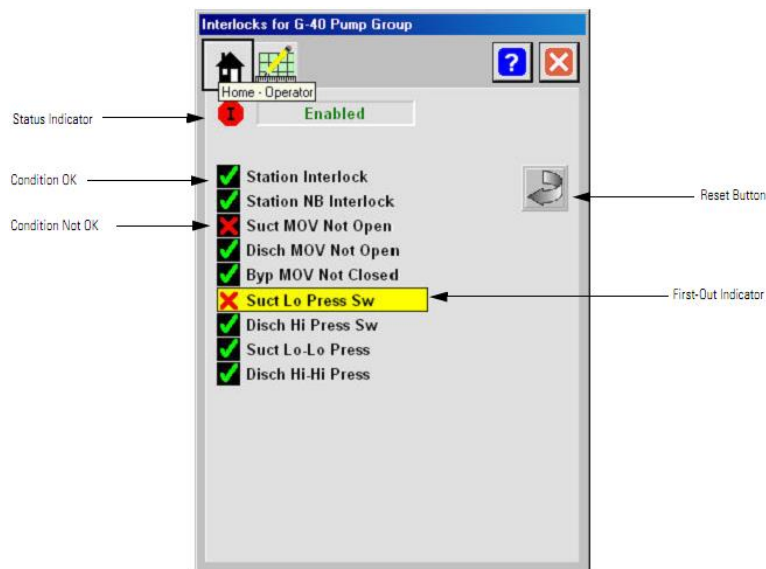 Interlocks for G-40 Pump Group
?
Home - Operator
Status Indicator
I
Enabled
Condition OK
Station Interlock
Reset Button
Station NB Interlock
Condition Not OK
Suct MOV Not Open
Disch MOV Not Open
Byp MOV Not Closed
Suct Lo Press Sw
First-Out Indicator
Disch Hi Press Sw
Suct Lo-Lo Press
Disch Hi-Hi Press